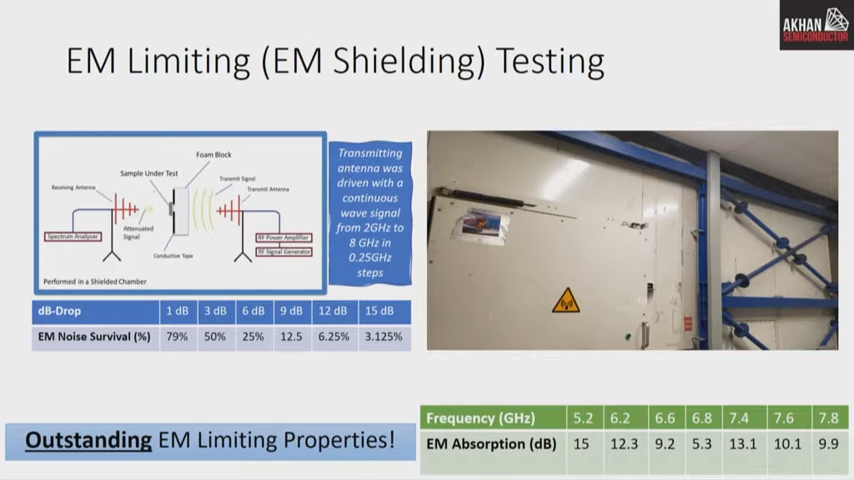 AKHAN
SEMICONDUCTOR
EM Limiting (EM Shielding) Testing
Foam Block
Sample Under Test
Transmit Signal
Receiving Antenna
Transmit Antenna
Attenuated
Signal
Spectrum Analyser
Conductive Tape
RF Power Amplifier
RF Signal Generator
Performed in a Shielded Chamber
Transmitting
antenna was
driven with a
continuous
wave signal
from 2GHz to
8 GHz in
0.25GHz
steps
dB-Drop 1 dB 3 dB 6 dB 9 dB 12 dB 15 dB
EM Noise Survival (%) 79% 50% 25% 12.5 6.25% 3.125%
Outstanding EM Limiting Properties!
Frequency (GHz) 5.2 6.2 6.6 6.8 7.4 7.6 7.8
EM Absorption (dB) 15 12.3 9.2 5.3 13.1 10.1 9.9